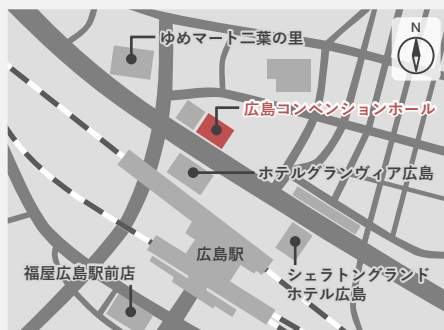 N
ゆめマート二葉の里
広島コンベンションホール
ホテルグランヴィア広島
広島駅
福屋広島駅前店
シェラトングランド
ホテル広島